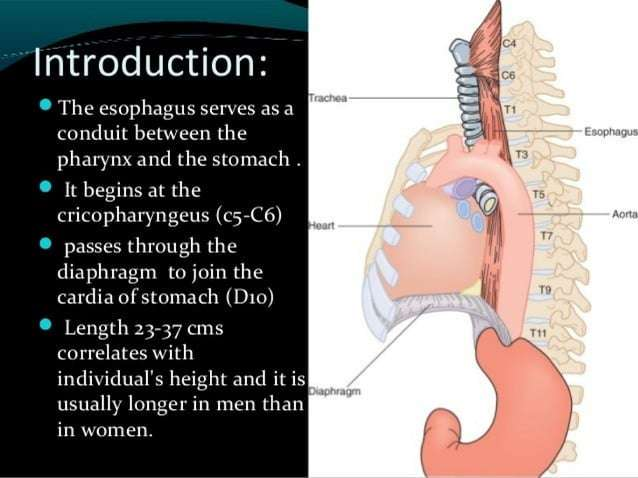 Introduction:
The esophagus serves as a
conduit between the
pharynx and the stomach .
It begins at the
cricopharyngeus (c5-C6)
passes through the
diaphragm to join the
cardia of stomach (D10)
Length 23-37 cms
correlates with
individual's height and it is
usually longer in men than
in women.
C4
C6
Trachea
T1
Esophagus
T3
T5
Aorta
Heart
T7
T9
T11
Diaphragm